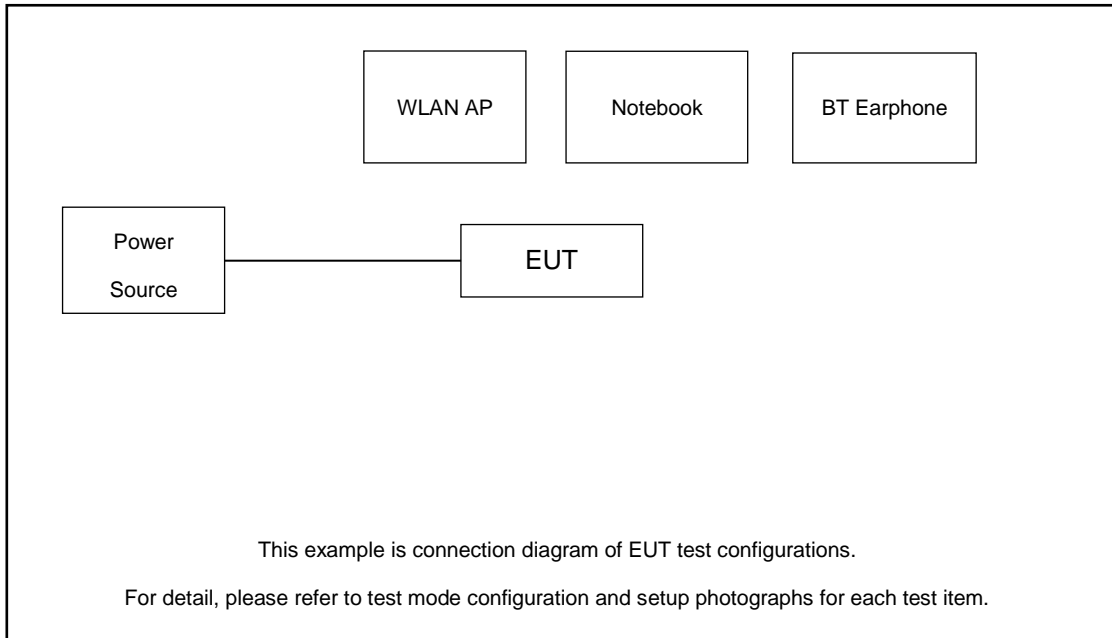 WLAN AP
Notebook
BT Earphone
Power
Source
EUT
This example is connection diagram of EUT test configurations.
For detail, please refer to test mode configuration and setup photographs for each test item.